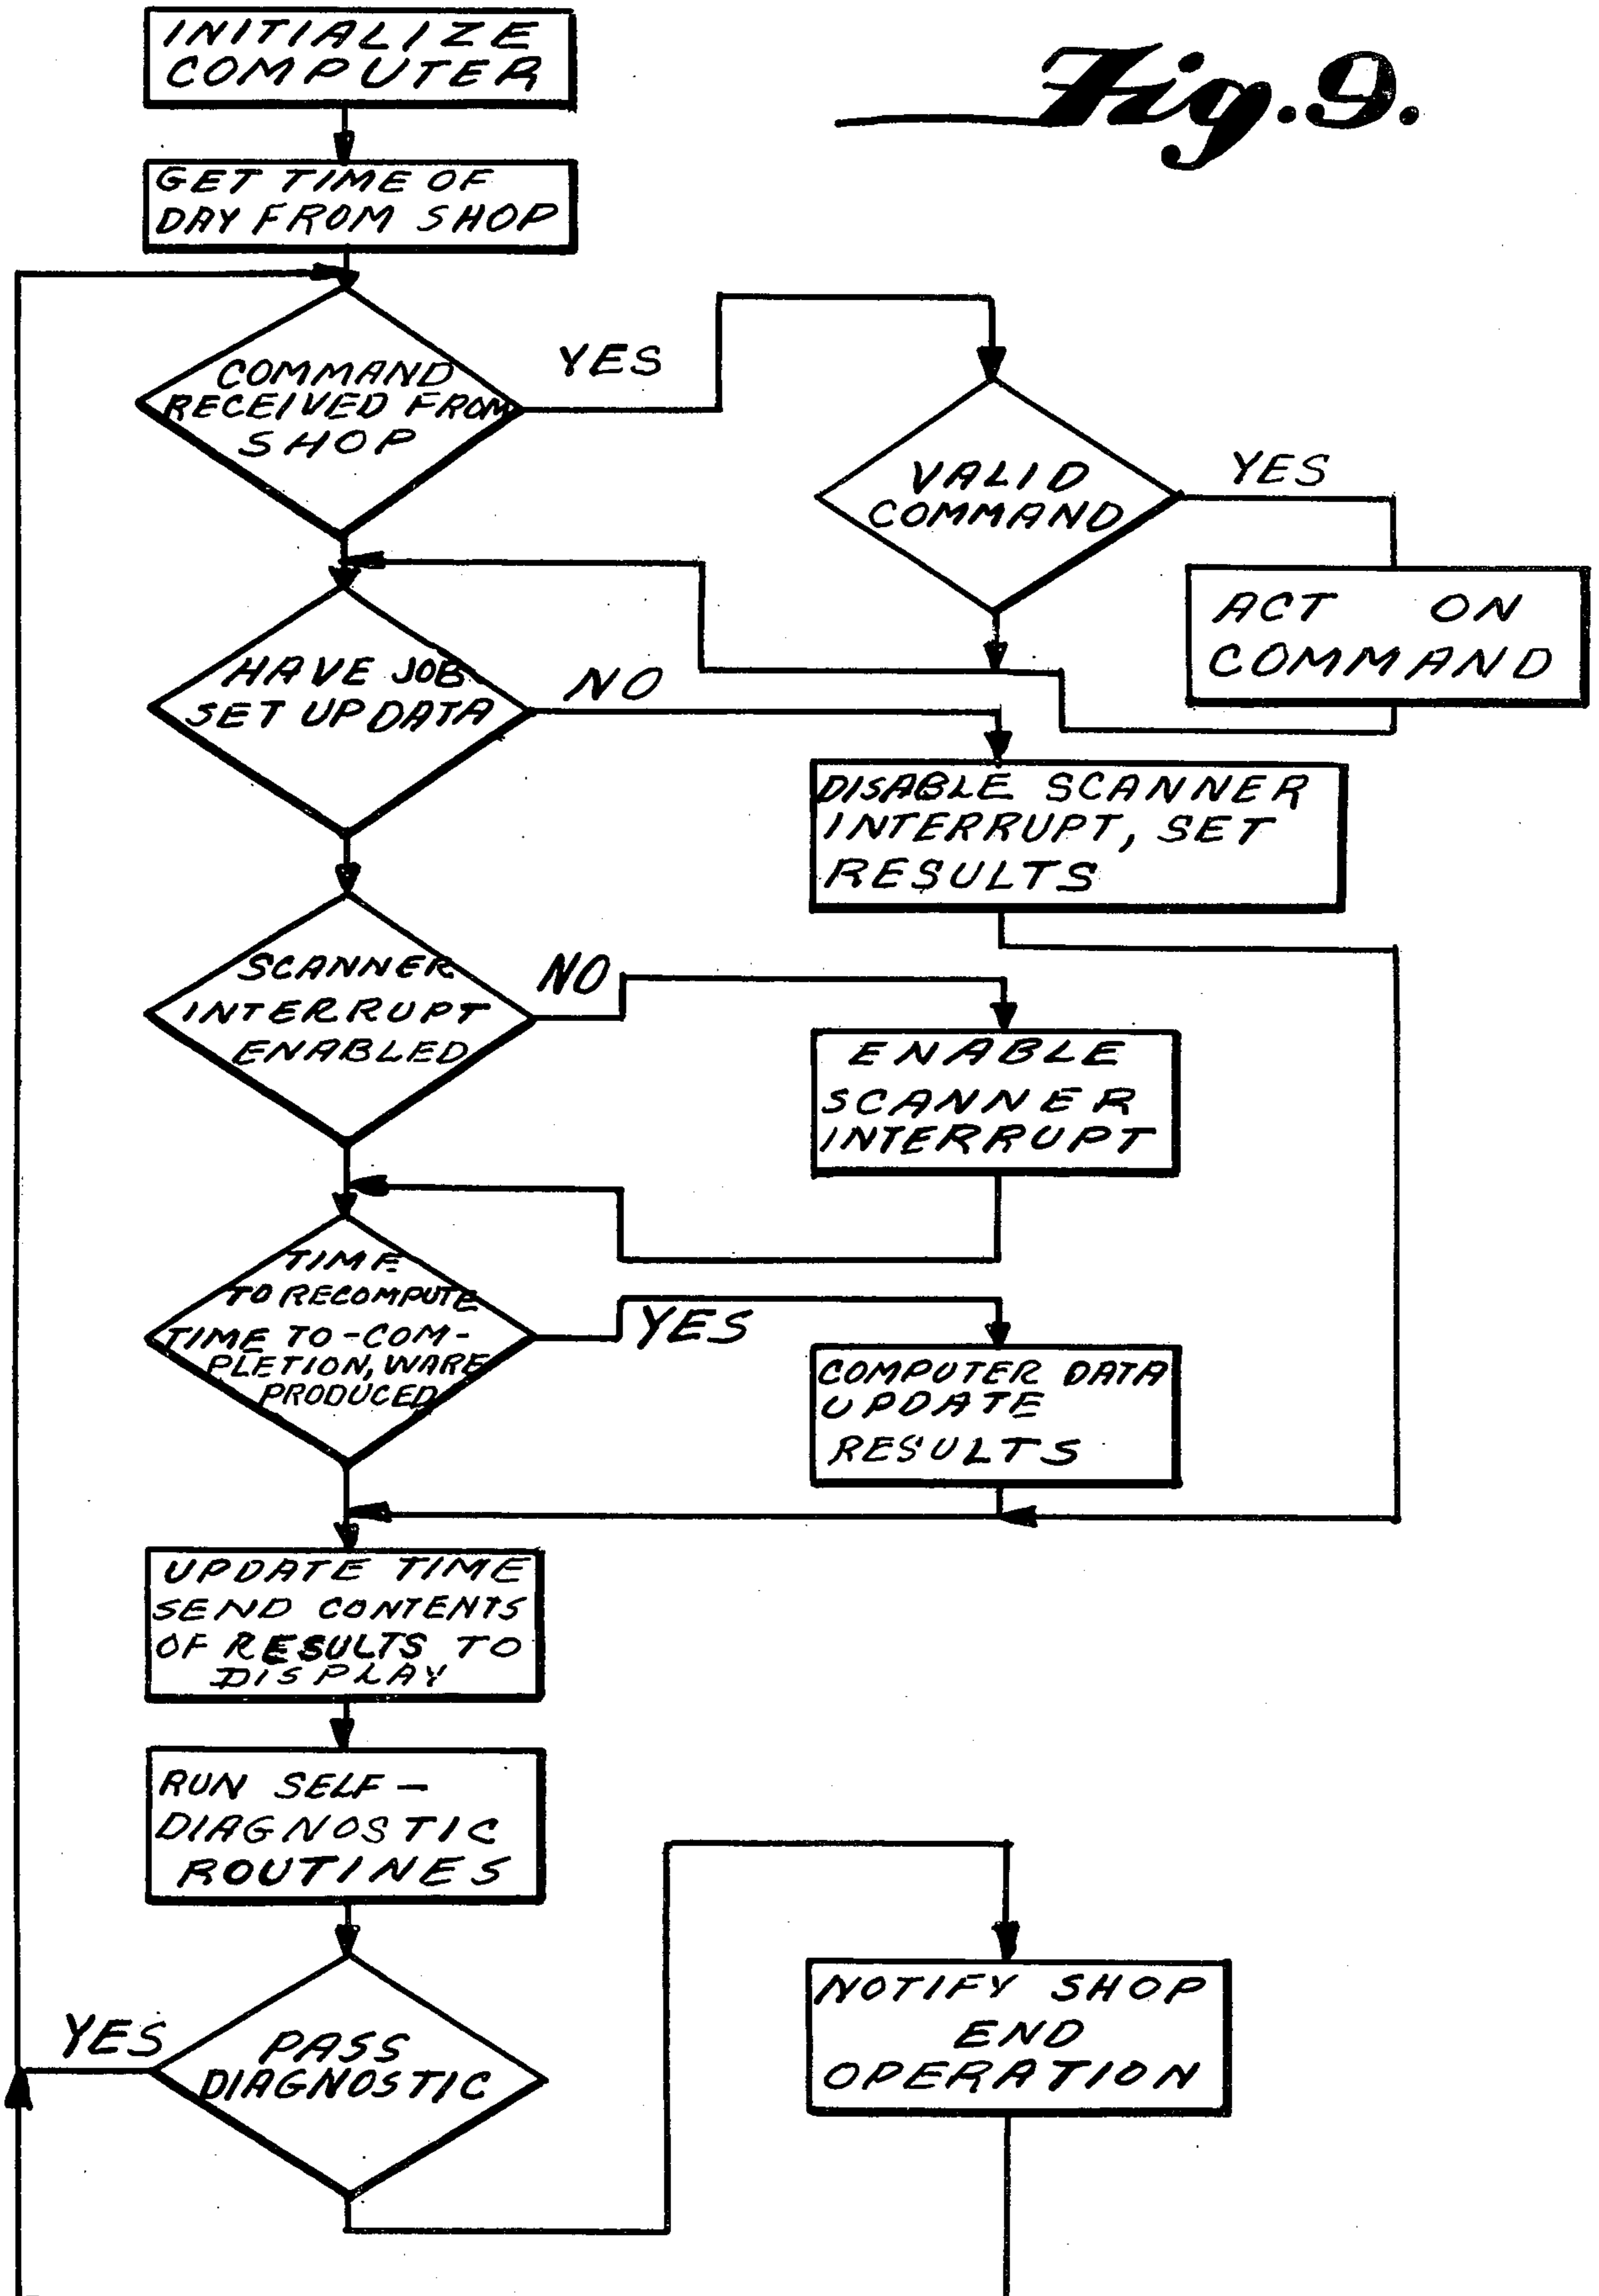 Fig. 9.
INITIALIZE
COMPUTER
GET TIME OF
DAY FROM SHOP
COMMAND
RECEIVED FROM
SHOP
YES
VALID
COMMAND
YES
ACT ON
COMMAND
HAVE JOB
SET UP DATA
NO
DISABLE SCANNER
INTERRUPT, SET
RESULTS
SCANNER
INTERRUPT
ENABLED
NO
ENABLE
SCANNER
INTERRUPT
TIME
TO RECOMPUTE
TIME TO-COM-
PLETION, WARE
PRODUCED
YES
COMPUTER DATA
UPDATE
RESULTS
UPDATE TIME
SEND CONTENTS
OF RESULTS TO
DISPLAY
RUN SELF-
DIAGNOSTIC
ROUTINES
PASS
DIAGNOSTIC
YES
NOTIFY SHOP
END
OPERATION